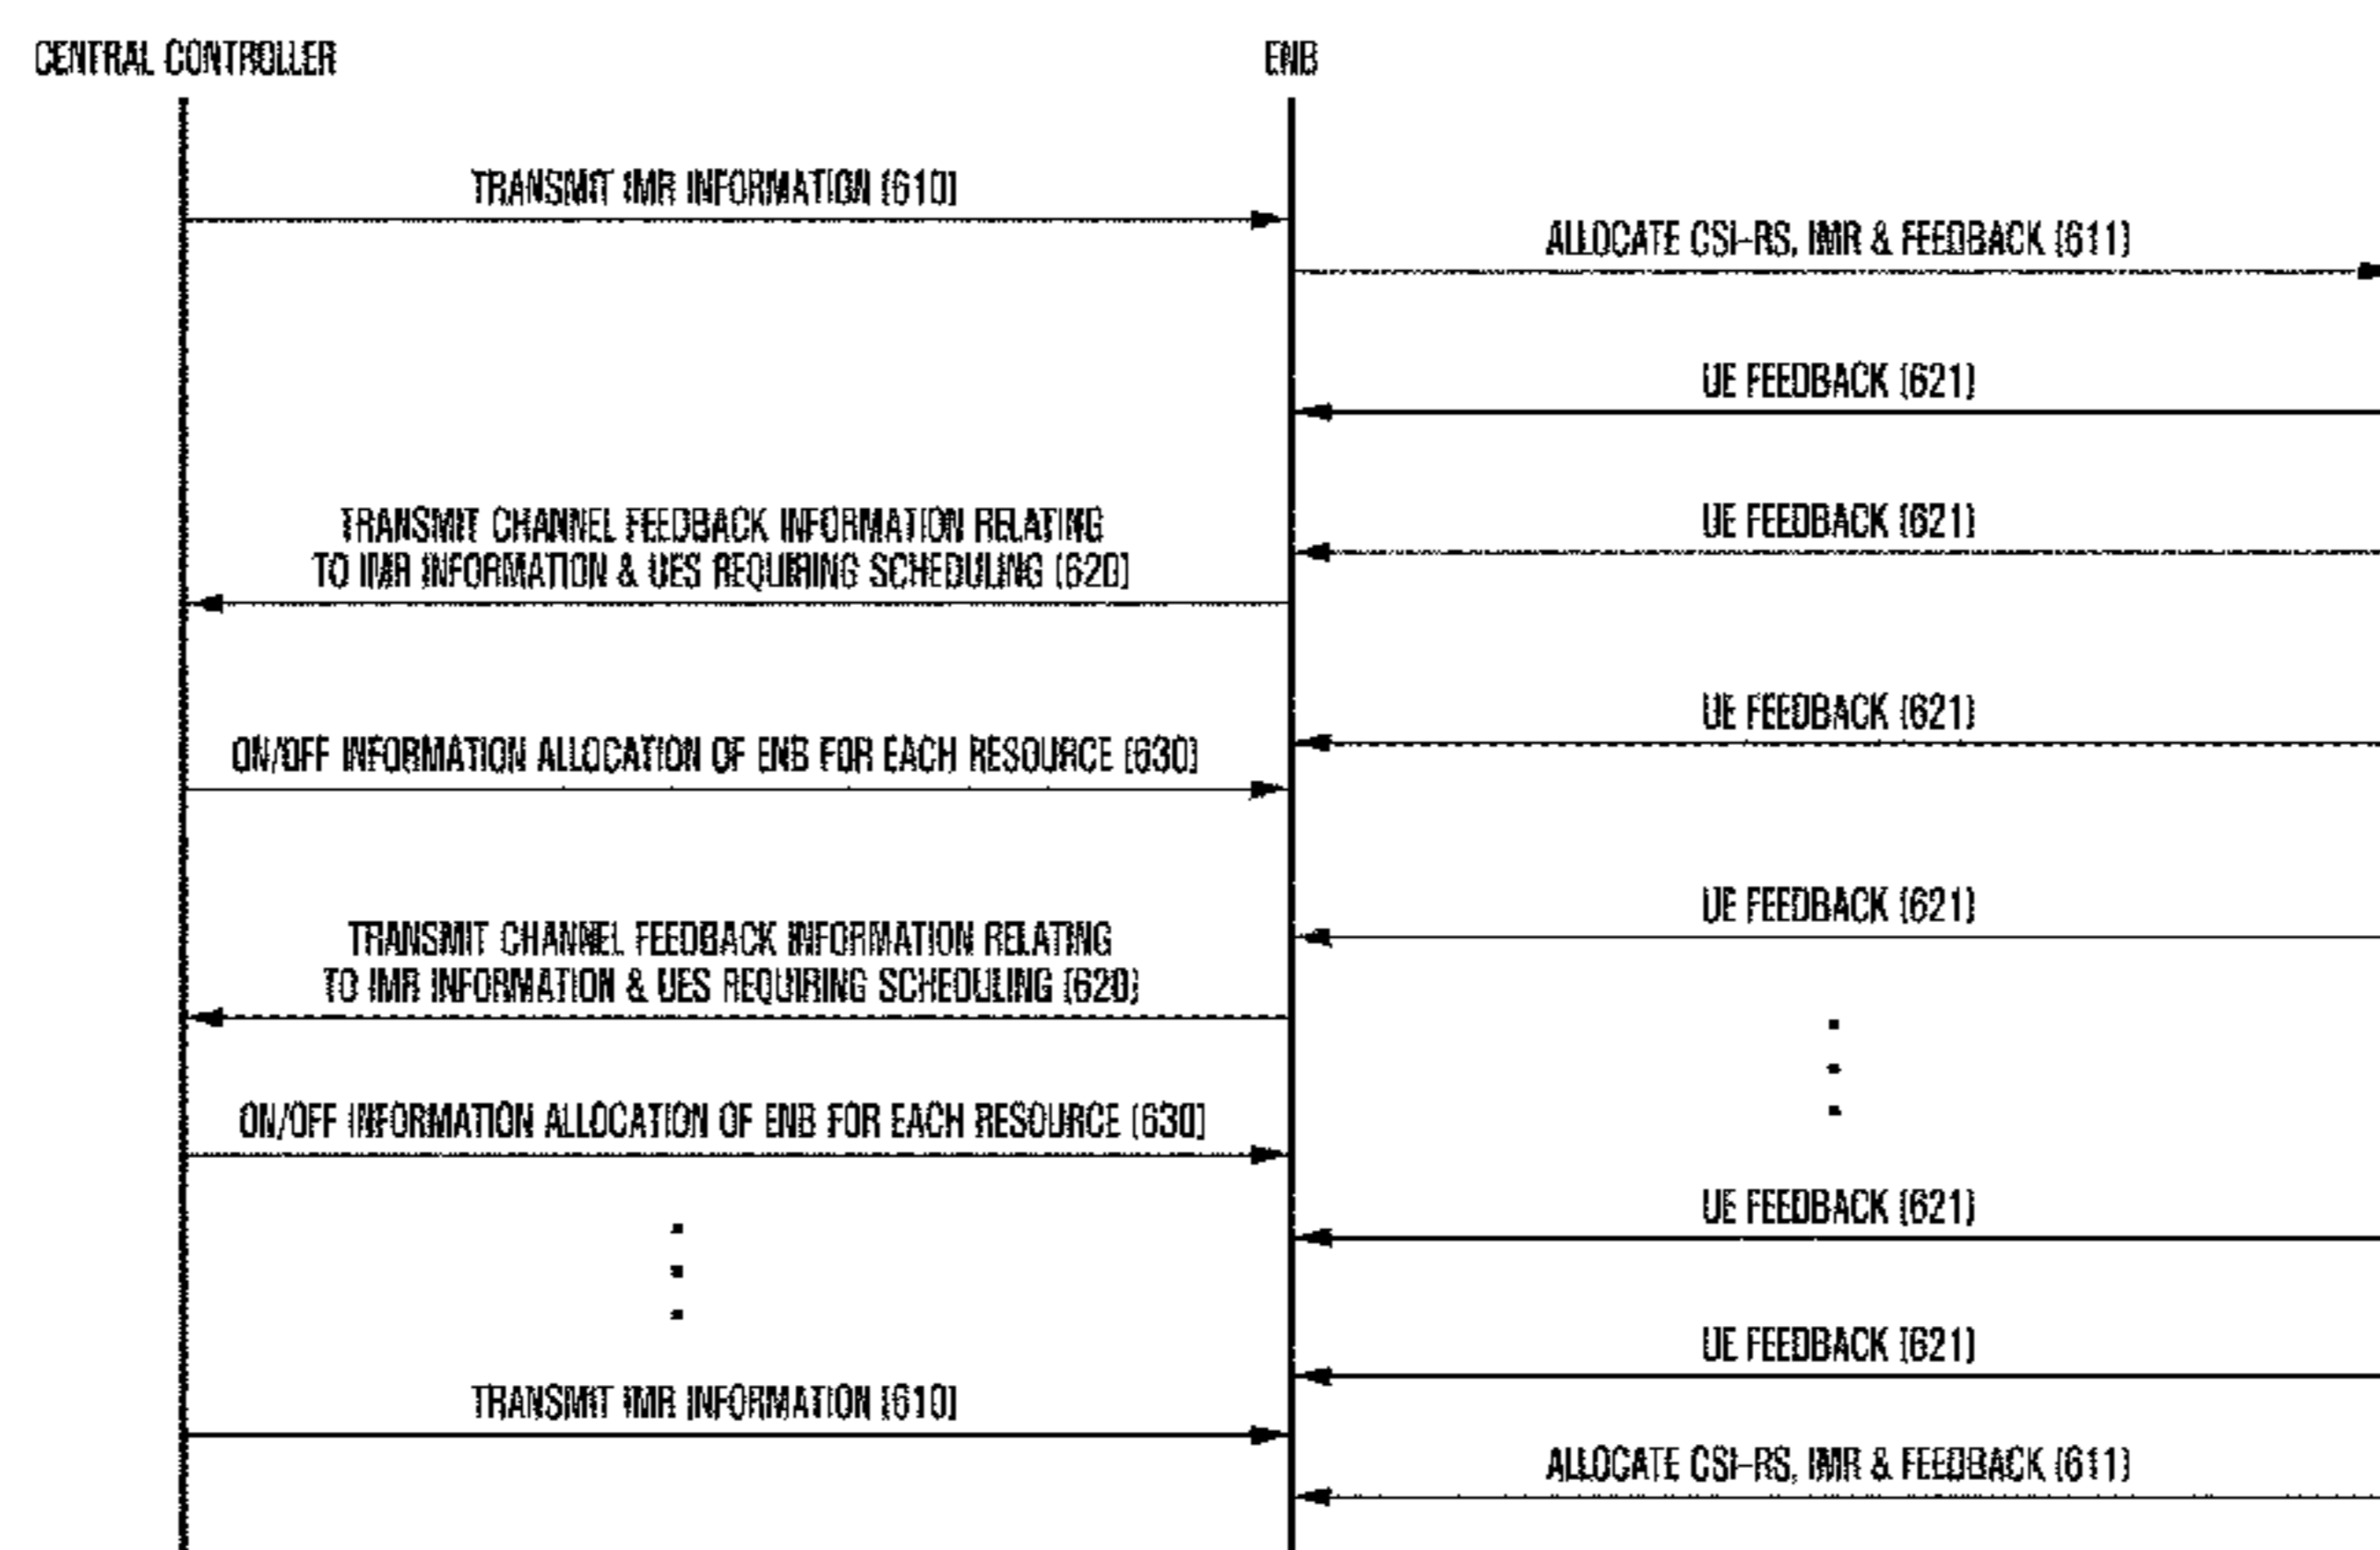 CENTRAL CONTROLLER
ENB
TRANSMIT IMR INFORMATION (610)
ALLOCATE CSI-RS, IMR & FEEDBACK (611)
UE FEEDBACK (621)
UE FEEDBACK (621)
TRANSMIT CHANNEL FEEDBACK INFORMATION RELATING
TO IMR INFORMATION & UES REQUIRING SCHEDULING (620)
UE FEEDBACK (621)
ON/OFF INFORMATION ALLOCATION OF ENB FOR EACH RESOURCE (630)
UE FEEDBACK (621)
TRANSMIT CHANNEL FEEDBACK INFORMATION RELATING
TO IMR INFORMATION & UES REQUIRING SCHEDULING (620)
ON/OFF INFORMATION ALLOCATION OF ENB FOR EACH RESOURCE (630)
UE FEEDBACK (621)
UE FEEDBACK (621)
TRANSMIT IMR INFORMATION (610)
ALLOCATE CSI-RS, IMR & FEEDBACK (611)